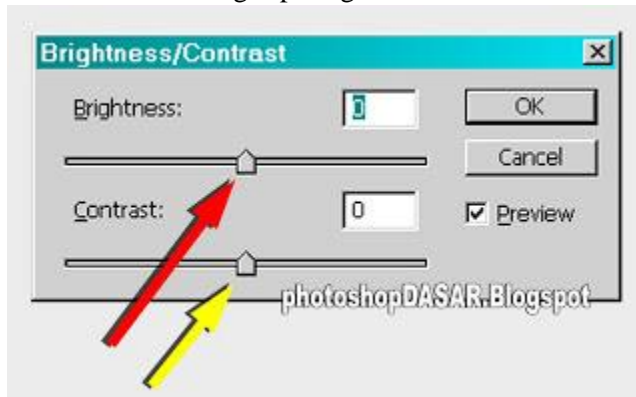 Brightness/Contrast
Brightness: 0 OK
Cancel
Contrast: 0 Preview
photoshopDASAR.Blogspot